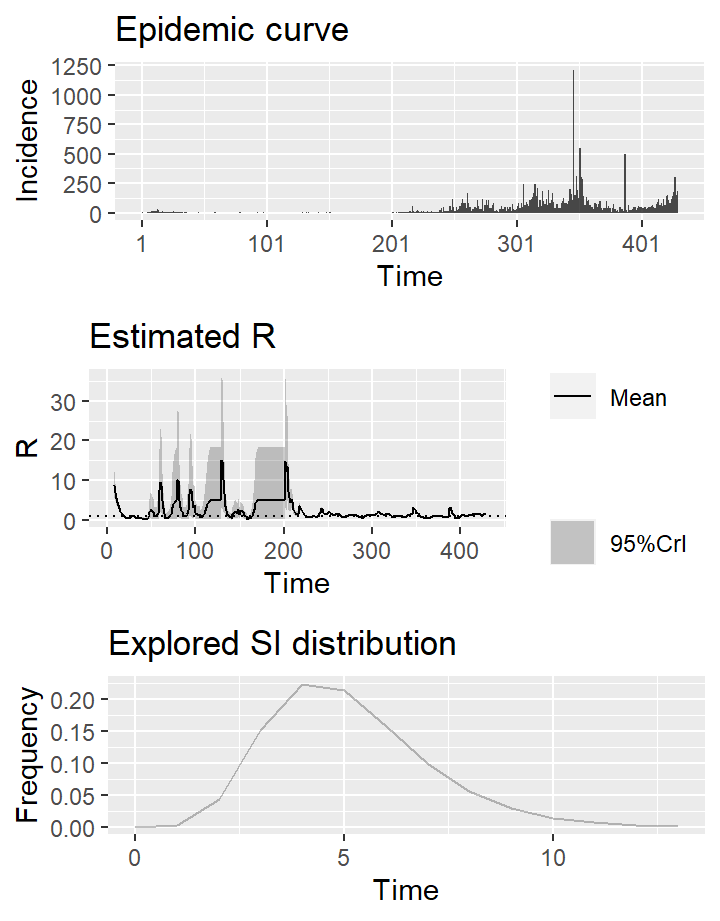 Epidemic curve
1250
1000
750
500
250
0
Incidence
1 101 201 301 401
Time
Estimated R
30
20
10
0
R
0 100 200 300 400
Time
Mean
95%CrI
Explored SI distribution
0.20
0.15
0.10
0.05
0.00
Frequency
0 5 10
Time